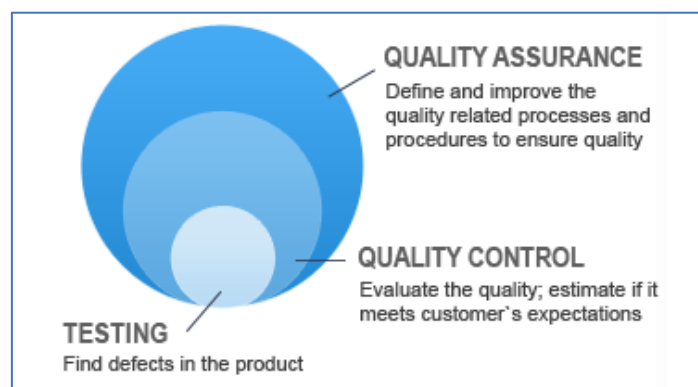 QUALITY ASSURANCE
Define and improve the
quality related processes and
procedures to ensure quality
QUALITY CONTROL
Evaluate the quality; estimate if it
meets customer`s expectations
TESTING
Find defects in the product